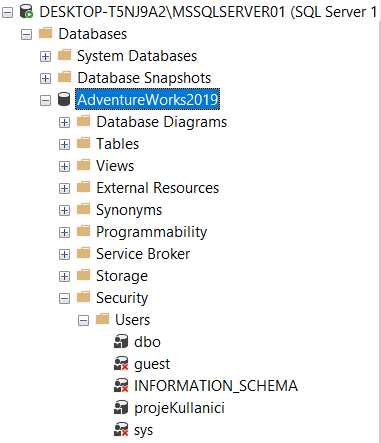 DESKTOP-T5NJ9A2\MSSQLSERVER01 (SQL Server 1
Databases
System Databases
Database Snapshots
AdventureWorks2019
Database Diagrams
Tables
Views
External Resources
Synonyms
Programmability
Service Broker
Storage
Security
Users
dbo
guest
INFORMATION_SCHEMA
projeKullanici
sys